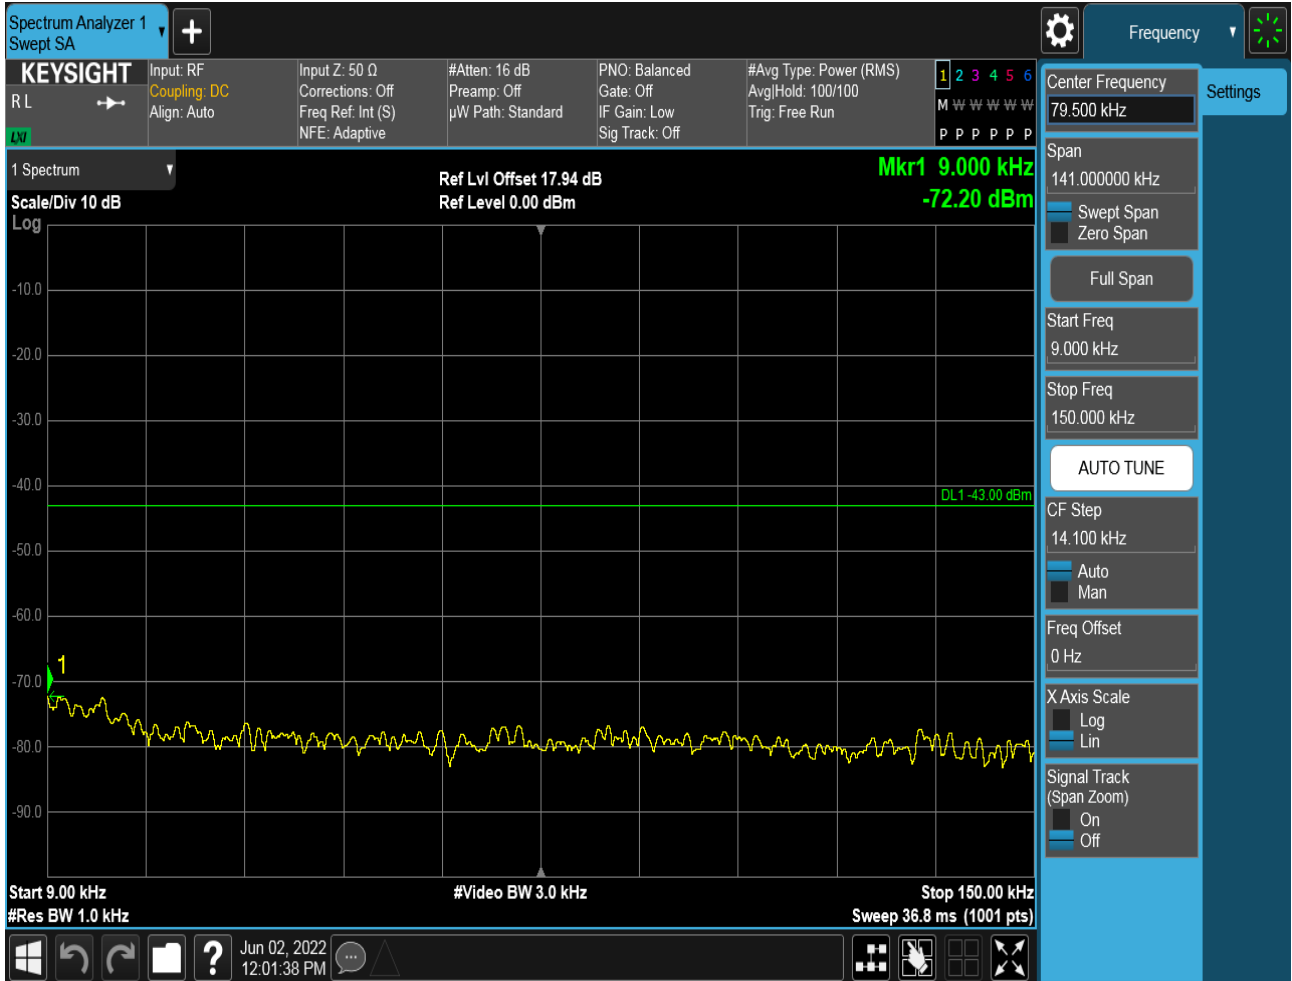 Spectrum Analyzer 1
Swept SA
Frequency
KEYSIGHT
R L
LXI
Input: RF
Coupling: DC
Align: Auto
Input Z: 50 Ω
Corrections: Off
Freq Ref: Int (S)
NFE: Adaptive
#Atten: 16 dB
Preamp: Off
µW Path: Standard
PNO: Balanced
Gate: Off
IF Gain: Low
Sig Track: Off
#Avg Type: Power (RMS)
Avg|Hold: 100/100
Trig: Free Run
1 2 3 4 5 6
M W W W W W
P P P P P P
1 Spectrum
Scale/Div 10 dB
Log
Ref Lvl Offset 17.94 dB
Ref Level 0.00 dBm
Mkr1 9.000 kHz
-72.20 dBm
-10.0
-20.0
-30.0
-40.0
DL1 -43.00 dBm
-50.0
-60.0
1
-70.0
-80.0
-90.0
Start 9.00 kHz
#Video BW 3.0 kHz
Stop 150.00 kHz
#Res BW 1.0 kHz
Sweep 36.8 ms (1001 pts)
?
Jun 02, 2022
12:01:38 PM
Center Frequency
79.500 kHz
Settings
Span
141.000000 kHz
Swept Span
Zero Span
Full Span
Start Freq
9.000 kHz
Stop Freq
150.000 kHz
AUTO TUNE
CF Step
14.100 kHz
Auto
Man
Freq Offset
0 Hz
X Axis Scale
Log
Lin
Signal Track
(Span Zoom)
On
Off